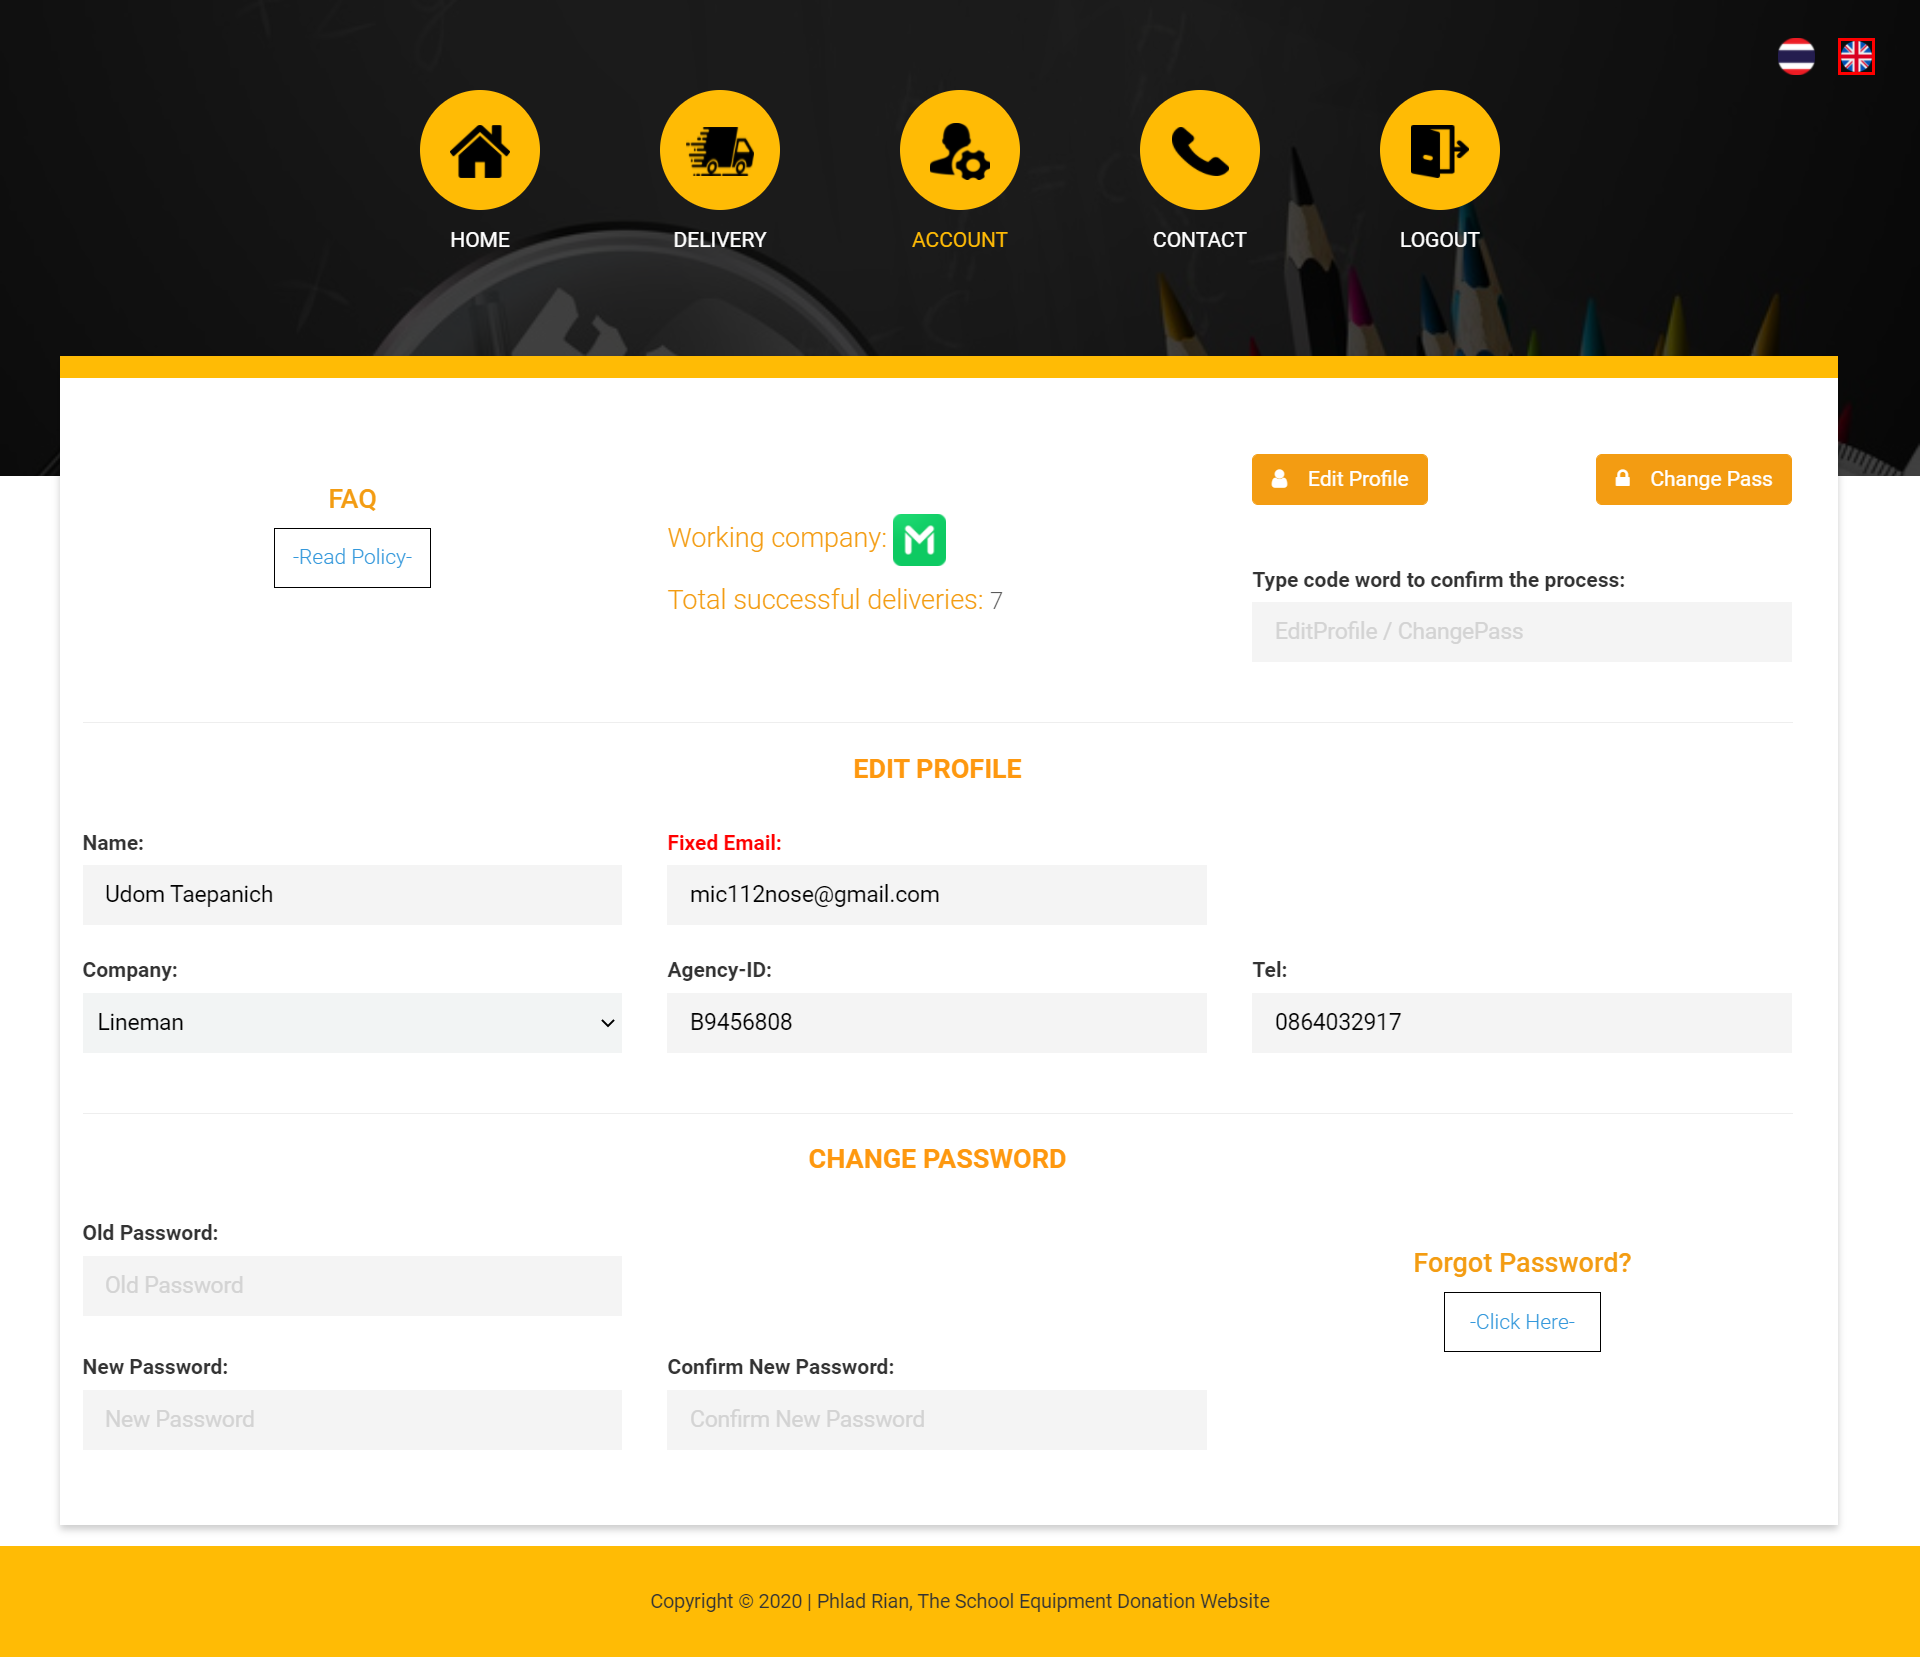 HOME
DELIVERY
ACCOUNT
CONTACT
LOGOUT
FAQ
-Read Policy-
Working company:
Total successful deliveries: 7
Edit Profile
Change Pass
Type code word to confirm the process:
EditProfile / ChangePass
EDIT PROFILE
Name:
Udom Taepanich
Fixed Email:
mic112nose@gmail.com
Company:
Lineman
Agency-ID:
B9456808
Tel:
0864032917
CHANGE PASSWORD
Old Password:
Old Password
Forgot Password?
-Click Here-
New Password:
New Password
Confirm New Password:
Confirm New Password
Copyright © 2020 | Phlad Rian, The School Equipment Donation Website